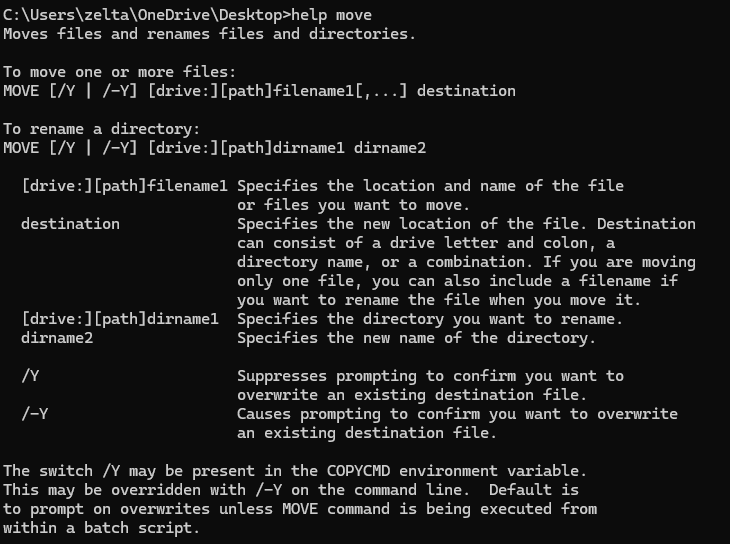 C:\Users\zelta\OneDrive\Desktop>help move
Moves files and renames files and directories.

To move one or more files:
MOVE [/Y | /-Y] [drive:][path]filename1[,...] destination

To rename a directory:
MOVE [/Y | /-Y] [drive:][path]dirname1 dirname2

  [drive:][path]filename1 Specifies the location and name of the file
                          or files you want to move.
  destination             Specifies the new location of the file. Destination
                          can consist of a drive letter and colon, a
                          directory name, or a combination. If you are moving
                          only one file, you can also include a filename if
                          you want to rename the file when you move it.
  [drive:][path]dirname1  Specifies the directory you want to rename.
  dirname2                Specifies the new name of the directory.

  /Y                      Suppresses prompting to confirm you want to
                          overwrite an existing destination file.
  /-Y                     Causes prompting to confirm you want to overwrite
                          an existing destination file.

The switch /Y may be present in the COPYCMD environment variable.
This may be overridden with /-Y on the command line.  Default is
to prompt on overwrites unless MOVE command is being executed from
within a batch script.